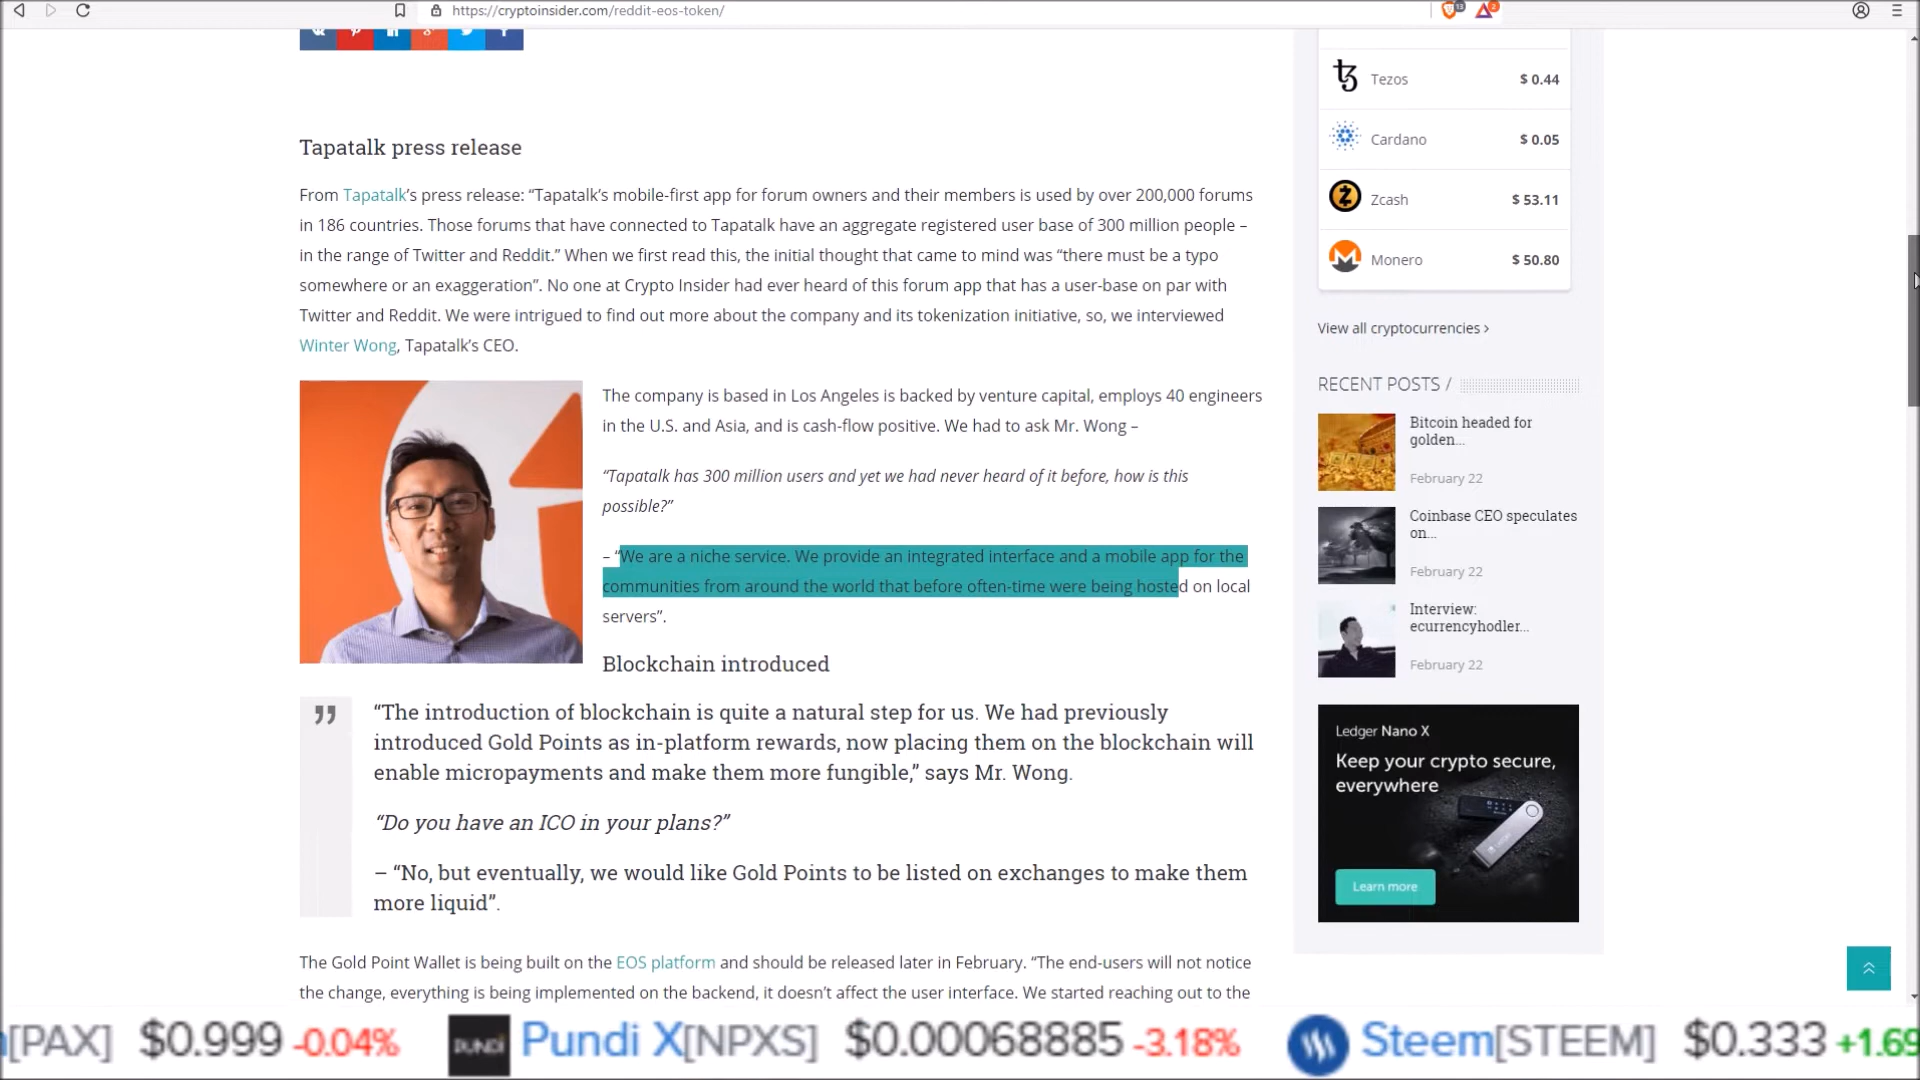 https://cryptoinsider.com/reddit-eos-token/
13
2
Tapatalk press release
From Tapatalk’s press release: “Tapatalk’s mobile-first app for forum owners and their members is used by over 200,000 forums
in 186 countries. Those forums that have connected to Tapatalk have an aggregate registered user base of 300 million people –
in the range of Twitter and Reddit.” When we first read this, the initial thought that came to mind was “there must be a typo
somewhere or an exaggeration”. No one at Crypto Insider had ever heard of this forum app that has a user-base on par with
Twitter and Reddit. We were intrigued to find out more about the company and its tokenization initiative, so, we interviewed
Winter Wong, Tapatalk’s CEO.
The company is based in Los Angeles is backed by venture capital, employs 40 engineers
in the U.S. and Asia, and is cash-flow positive. We had to ask Mr. Wong –
“Tapatalk has 300 million users and yet we had never heard of it before, how is this
possible?”
– “We are a niche service. We provide an integrated interface and a mobile app for the
communities from around the world that before often-time were being hosted on local
servers”.
Blockchain introduced
“The introduction of blockchain is quite a natural step for us. We had previously
introduced Gold Points as in-platform rewards, now placing them on the blockchain will
enable micropayments and make them more fungible,” says Mr. Wong.
“Do you have an ICO in your plans?”
– “No, but eventually, we would like Gold Points to be listed on exchanges to make them
more liquid”.
The Gold Point Wallet is being built on the EOS platform and should be released later in February. “The end-users will not notice
the change, everything is being implemented on the backend, it doesn’t affect the user interface. We started reaching out to the
Tezos $ 0.44
Cardano $ 0.05
Zcash $ 53.11
Monero $ 50.80
View all cryptocurrencies ›
RECENT POSTS /
Bitcoin headed for
golden...
February 22
Coinbase CEO speculates
on...
February 22
Interview:
ecurrencyhodler...
February 22
Ledger Nano X
Keep your crypto secure,
everywhere
Learn more
[PAX] $0.999 -0.04% PUNDI Pundi X[NPXS] $0.00068885 -3.18% Steem[STEEM] $0.333 +1.69